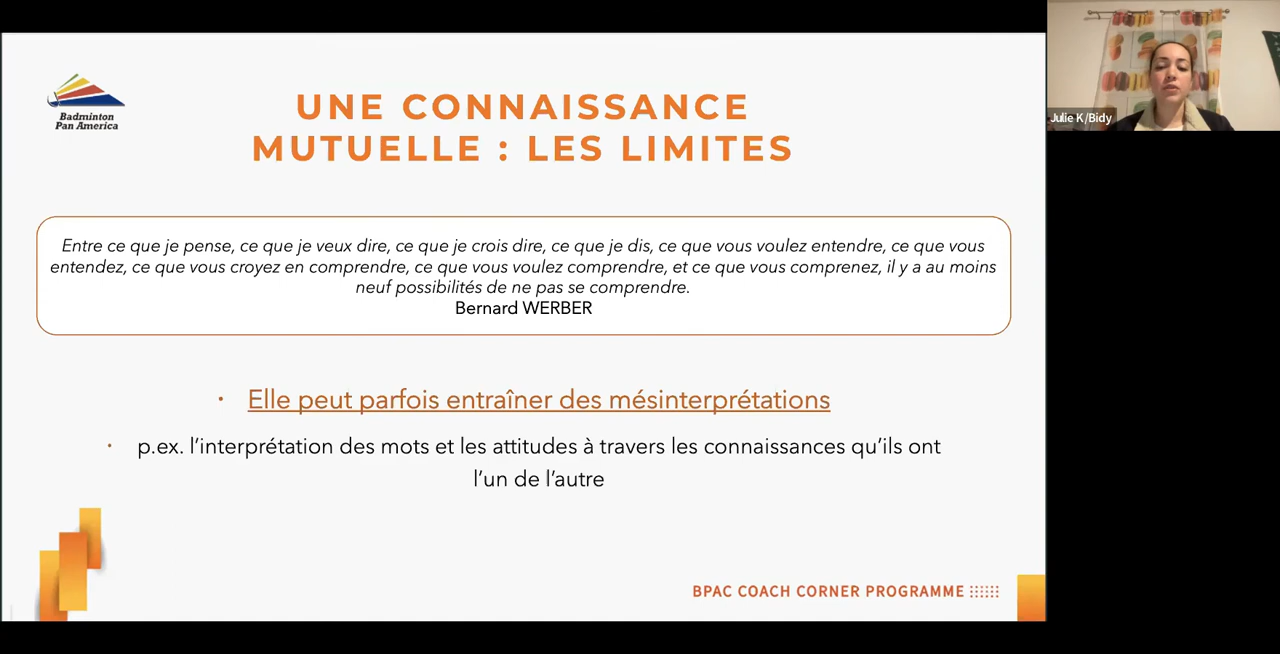 Badminton
Pan America
UNE CONNAISSANCE
MUTUELLE : LES LIMITES
Entre ce que je pense, ce que je veux dire, ce que je crois dire, ce que je dis, ce que vous voulez entendre, ce que vous
entendez, ce que vous croyez en comprendre, ce que vous voulez comprendre, et ce que vous comprenez, il y a au moins
neuf possibilités de ne pas se comprendre.
Bernard WERBER
• Elle peut parfois entraîner des mésinterprétations
• p.ex. l’interprétation des mots et les attitudes à travers les connaissances qu’ils ont
l’un de l’autre
BPAC COACH CORNER PROGRAMME
Julie K/Bidy